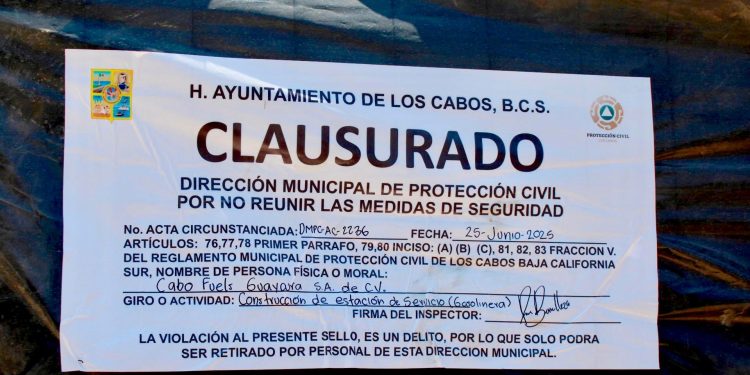 H. AYUNTAMIENTO DE LOS CABOS, B.C.S.
PROTECCIÓN CIVIL
CLAUSURADO
DIRECCIÓN MUNICIPAL DE PROTECCIÓN CIVIL
POR NO REUNIR LAS MEDIDAS DE SEGURIDAD
No. ACTA CIRCUNSTANCIADA: DMPC-AC-2236 FECHA: 25-Junio-2025
ARTÍCULOS: 76,77,78 PRIMER PARRAFO, 79,80 INCISO: (A) (B) (C), 81, 82, 83 FRACCION V.
DEL REGLAMENTO MUNICIPAL DE PROTECCIÓN CIVIL DE LOS CABOS BAJA CALIFORNIA
SUR, NOMBRE DE PERSONA FÍSICA O MORAL:
Cabo Fuels Guayara S.A. de C.V.
GIRO O ACTIVIDAD: Construcción de estación de Servicio (Gasolinera)
FIRMA DEL INSPECTOR:
LA VIOLACIÓN AL PRESENTE SELLO, ES UN DELITO, POR LO QUE SOLO PODRA
SER RETIRADO POR PERSONAL DE ESTA DIRECCION MUNICIPAL.